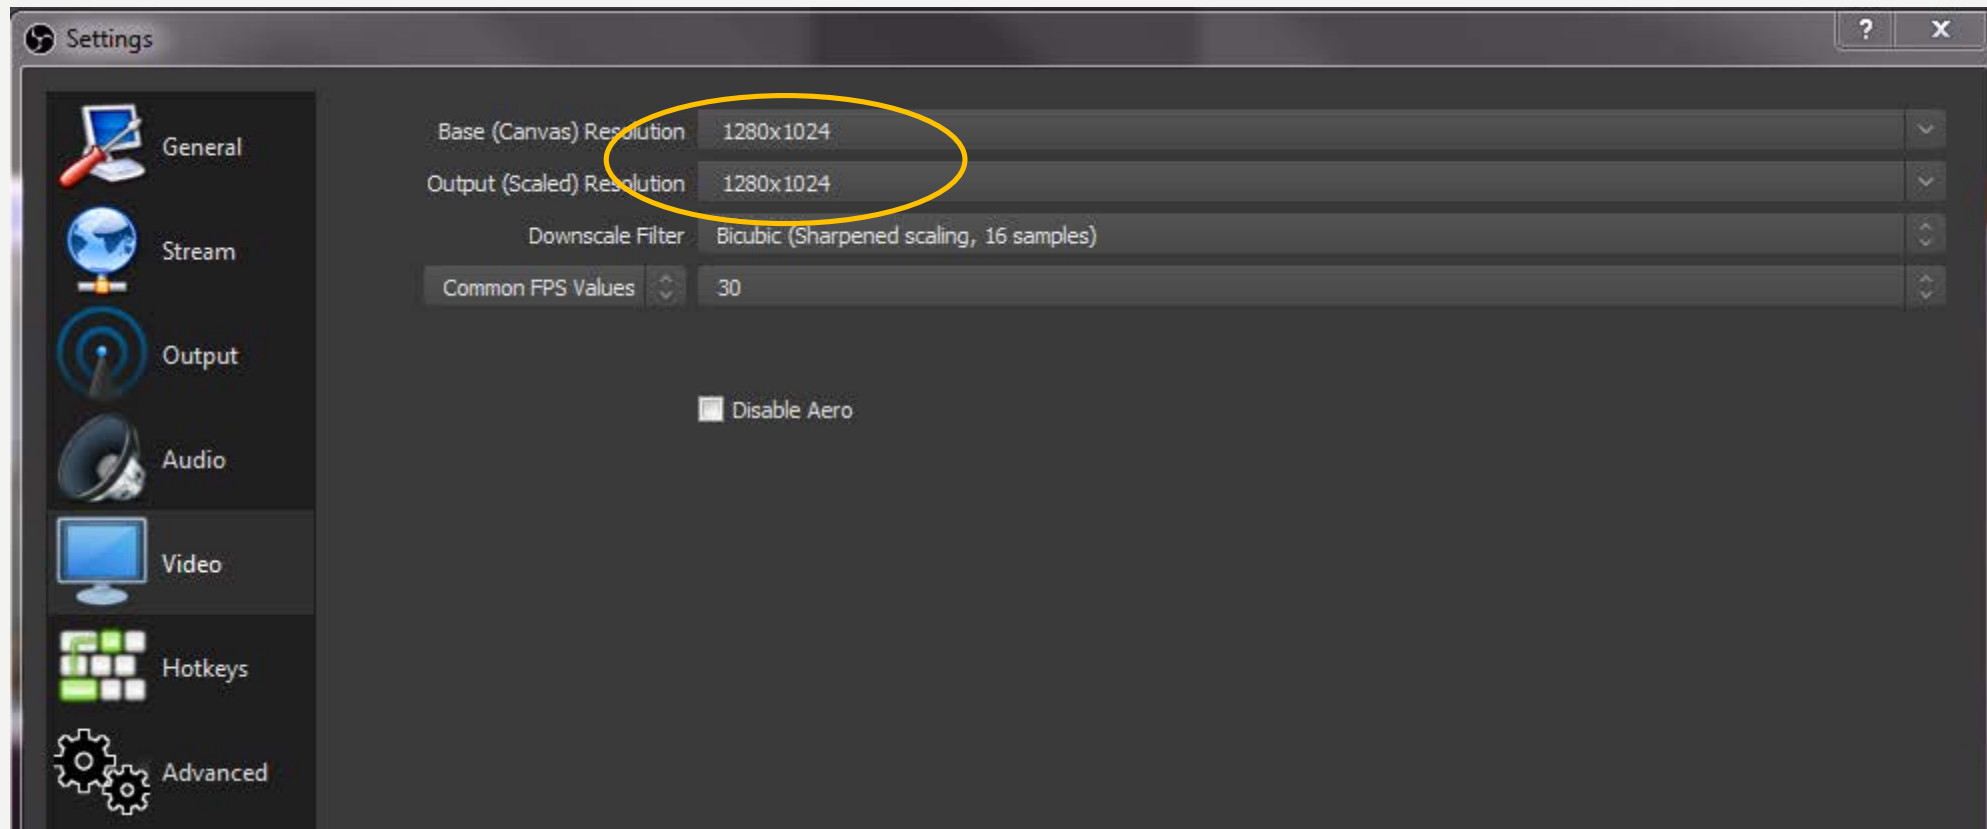 Settings
General
Stream
Output
Audio
Video
Hotkeys
Advanced
Base (Canvas) Resolution 1280x1024
Output (Scaled) Resolution 1280x1024
Downscale Filter Bicubic (Sharpened scaling, 16 samples)
Common FPS Values 30
Disable Aero